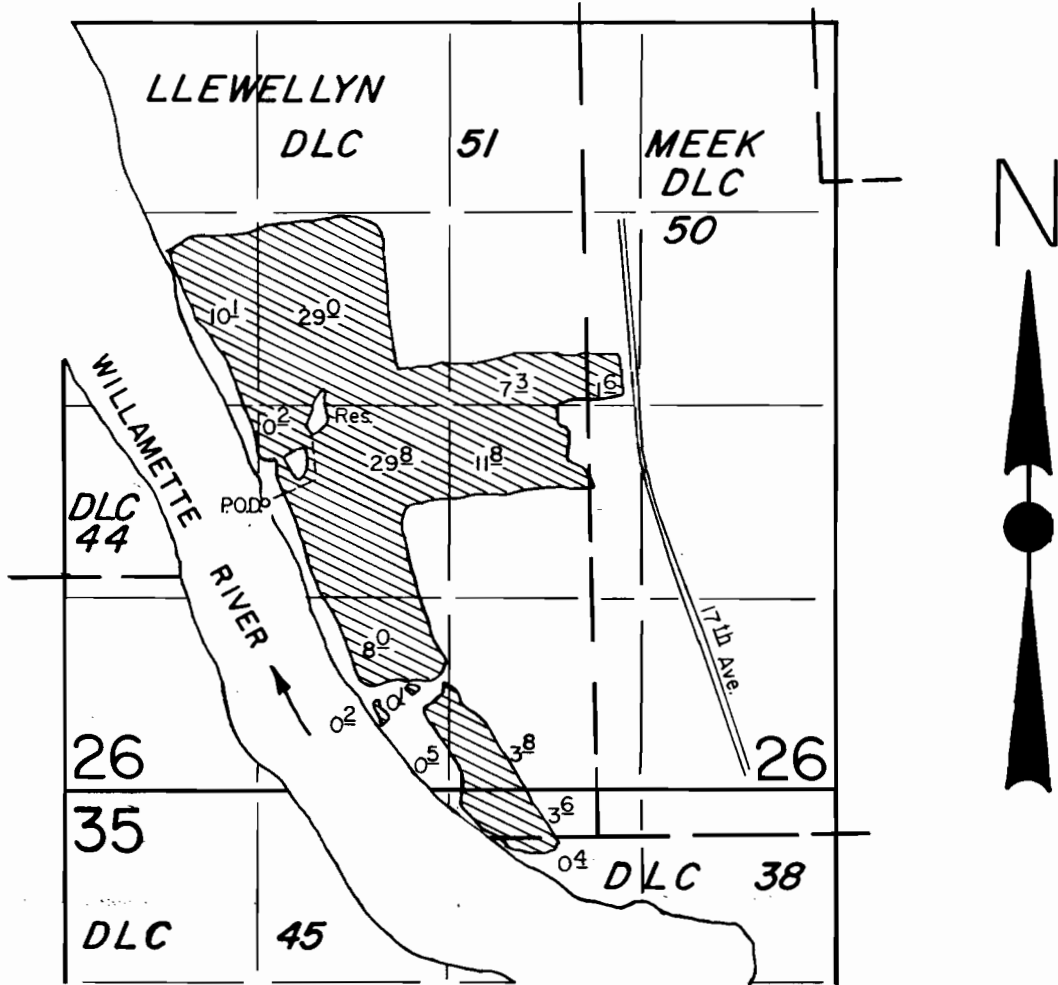 LLEWELLYN
DLC 51
MEEK
DLC
50
N
10<u>1</u>
29<u>0</u>
7<u>3</u>
1<u>6</u>
0<u>2</u>
Res.
29<u>8</u>
11<u>8</u>
P.O.D.
WILLAMETTE RIVER
DLC
44
17th Ave.
8<u>0</u>
0<u>1</u>
0<u>2</u>
0<u>5</u>
3<u>8</u>
26
26
35
3<u>6</u>
0<u>4</u>
DLC 38
DLC 45